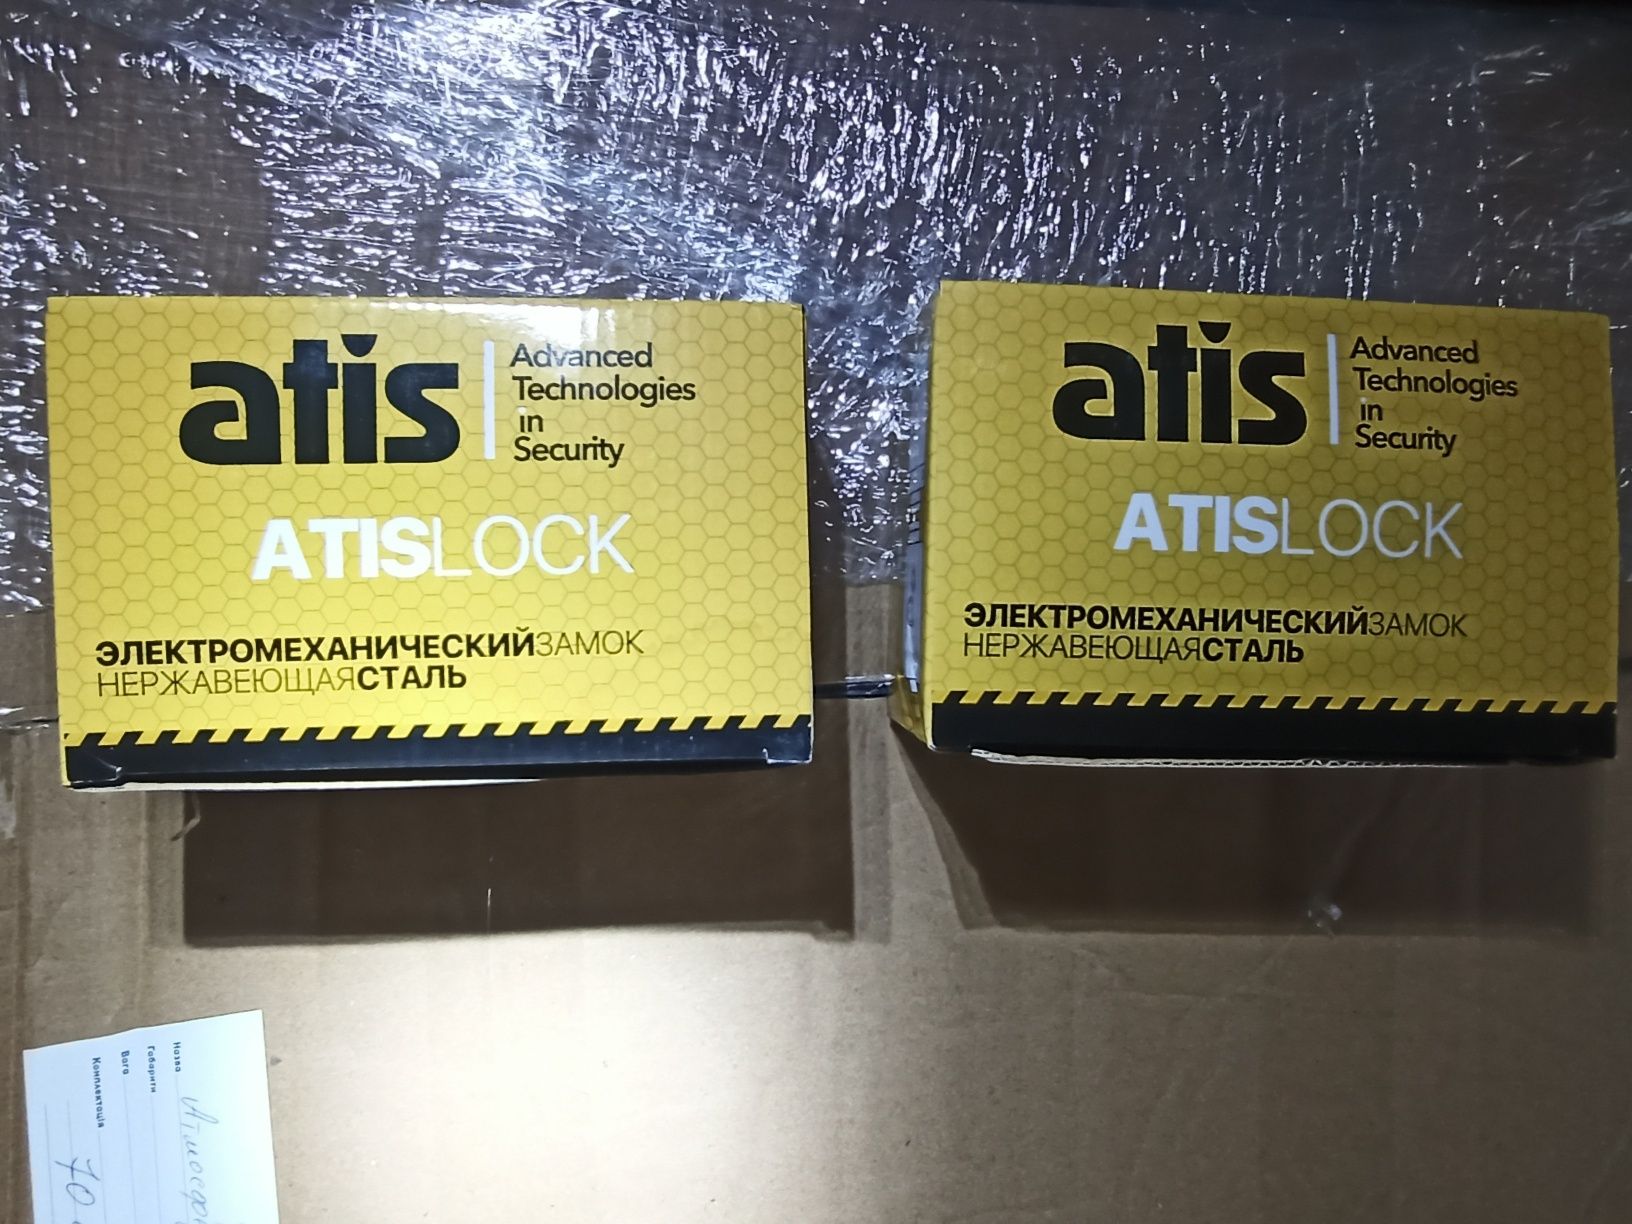 atis
Advanced
Technologies
in
Security
ATISLOCK
ЭЛЕКТРОМЕХАНИЧЕСКИЙЗАМОК
НЕРЖАВЕЮЩАЯСТАЛЬ
atis
Advanced
Technologies
in
Security
ATISLOCK
ЭЛЕКТРОМЕХАНИЧЕСКИЙЗАМОК
НЕРЖАВЕЮЩАЯСТАЛЬ
Назва
Габарити
Вага
Комплектація
70